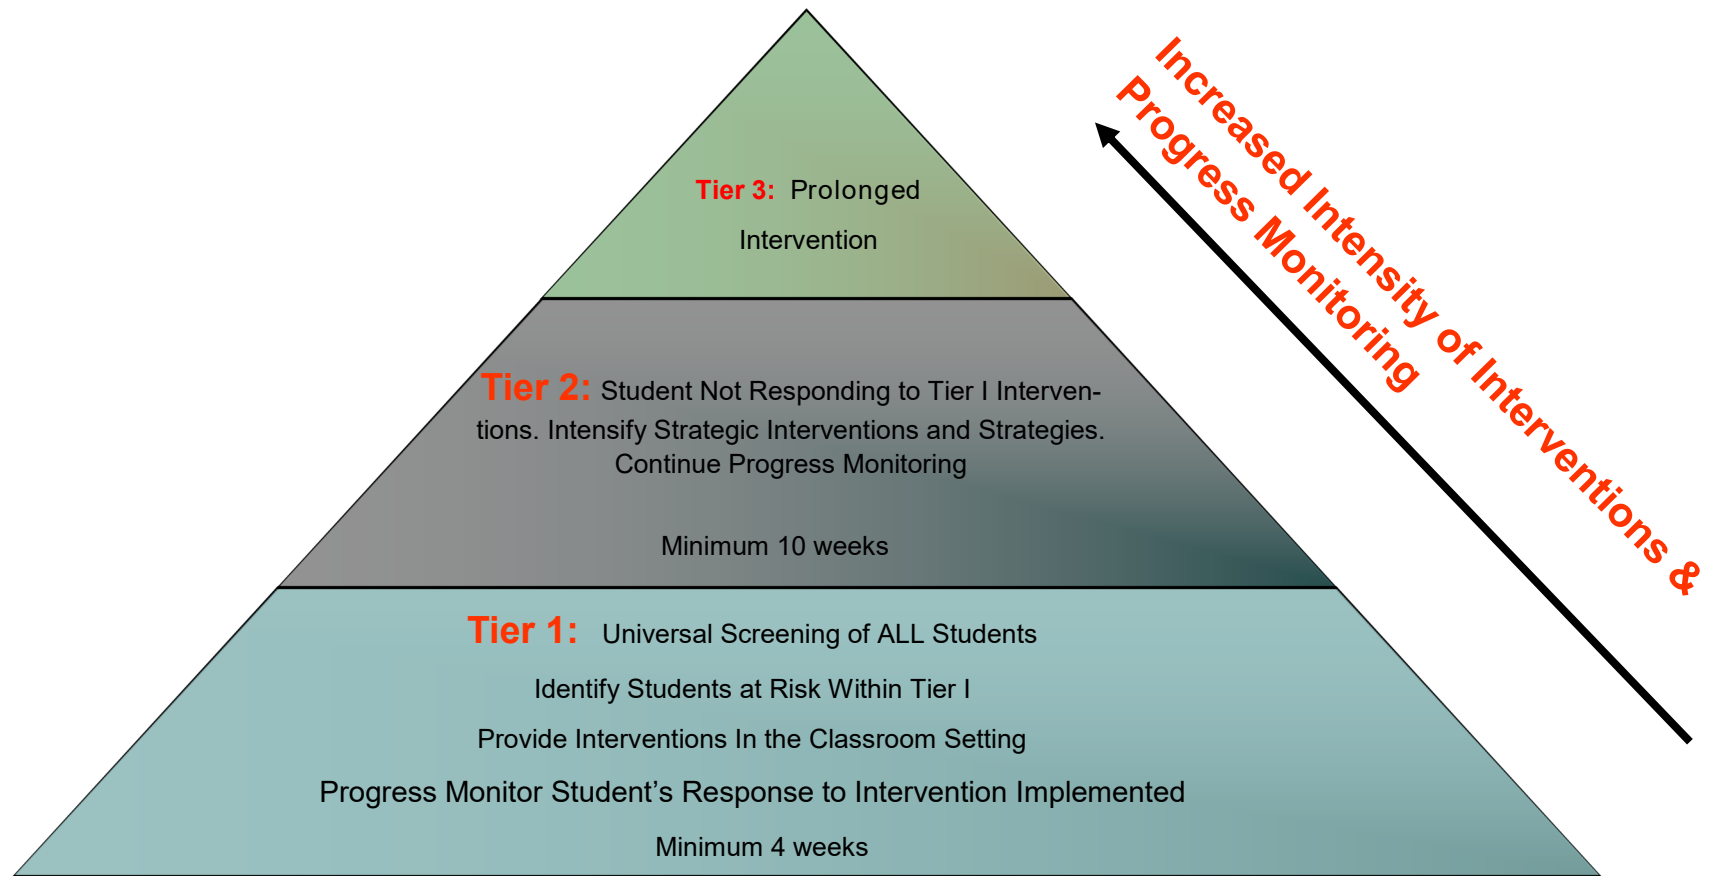 Tier 3: Prolonged
Intervention
Tier 2: Student Not Responding to Tier I Interven-
tions. Intensify Strategic Interventions and Strategies.
Continue Progress Monitoring
Minimum 10 weeks
Tier 1: Universal Screening of ALL Students
Identify Students at Risk Within Tier I
Provide Interventions In the Classroom Setting
Progress Monitor Student’s Response to Intervention Implemented
Minimum 4 weeks
Increased Intensity of Interventions &
Progress Monitoring